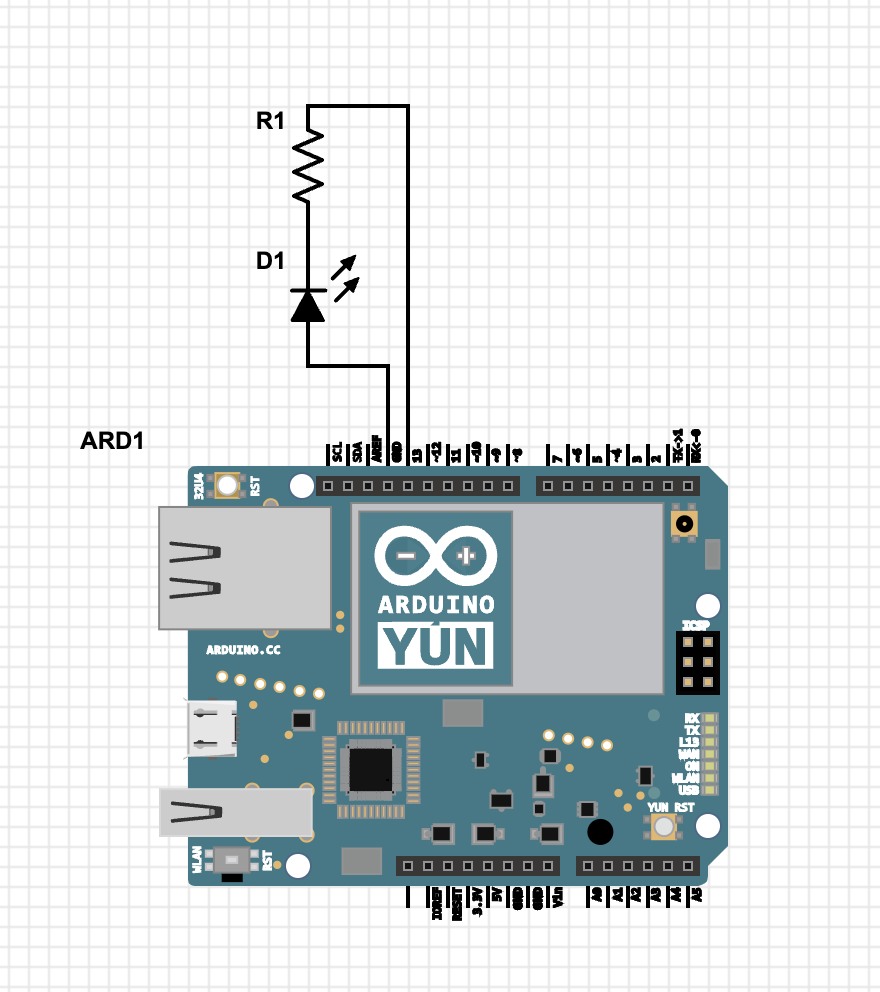 R1
D1
ARD1
SCL
SDA
AREF
GND
13
~12
11
~10
~9
~8
7
~6
5
~4
3
2
TX->1
RX<-0
32U4
RST
ARDUINO
YÚN
ICSP
ARDUINO.CC
RX
TX
L13
WAN
ON
WLAN
USB
YUN RST
WLAN
RST
IOREF
RESET
3.3V
5V
GND
GND
Vin
A0
A1
A2
A3
A4
A5